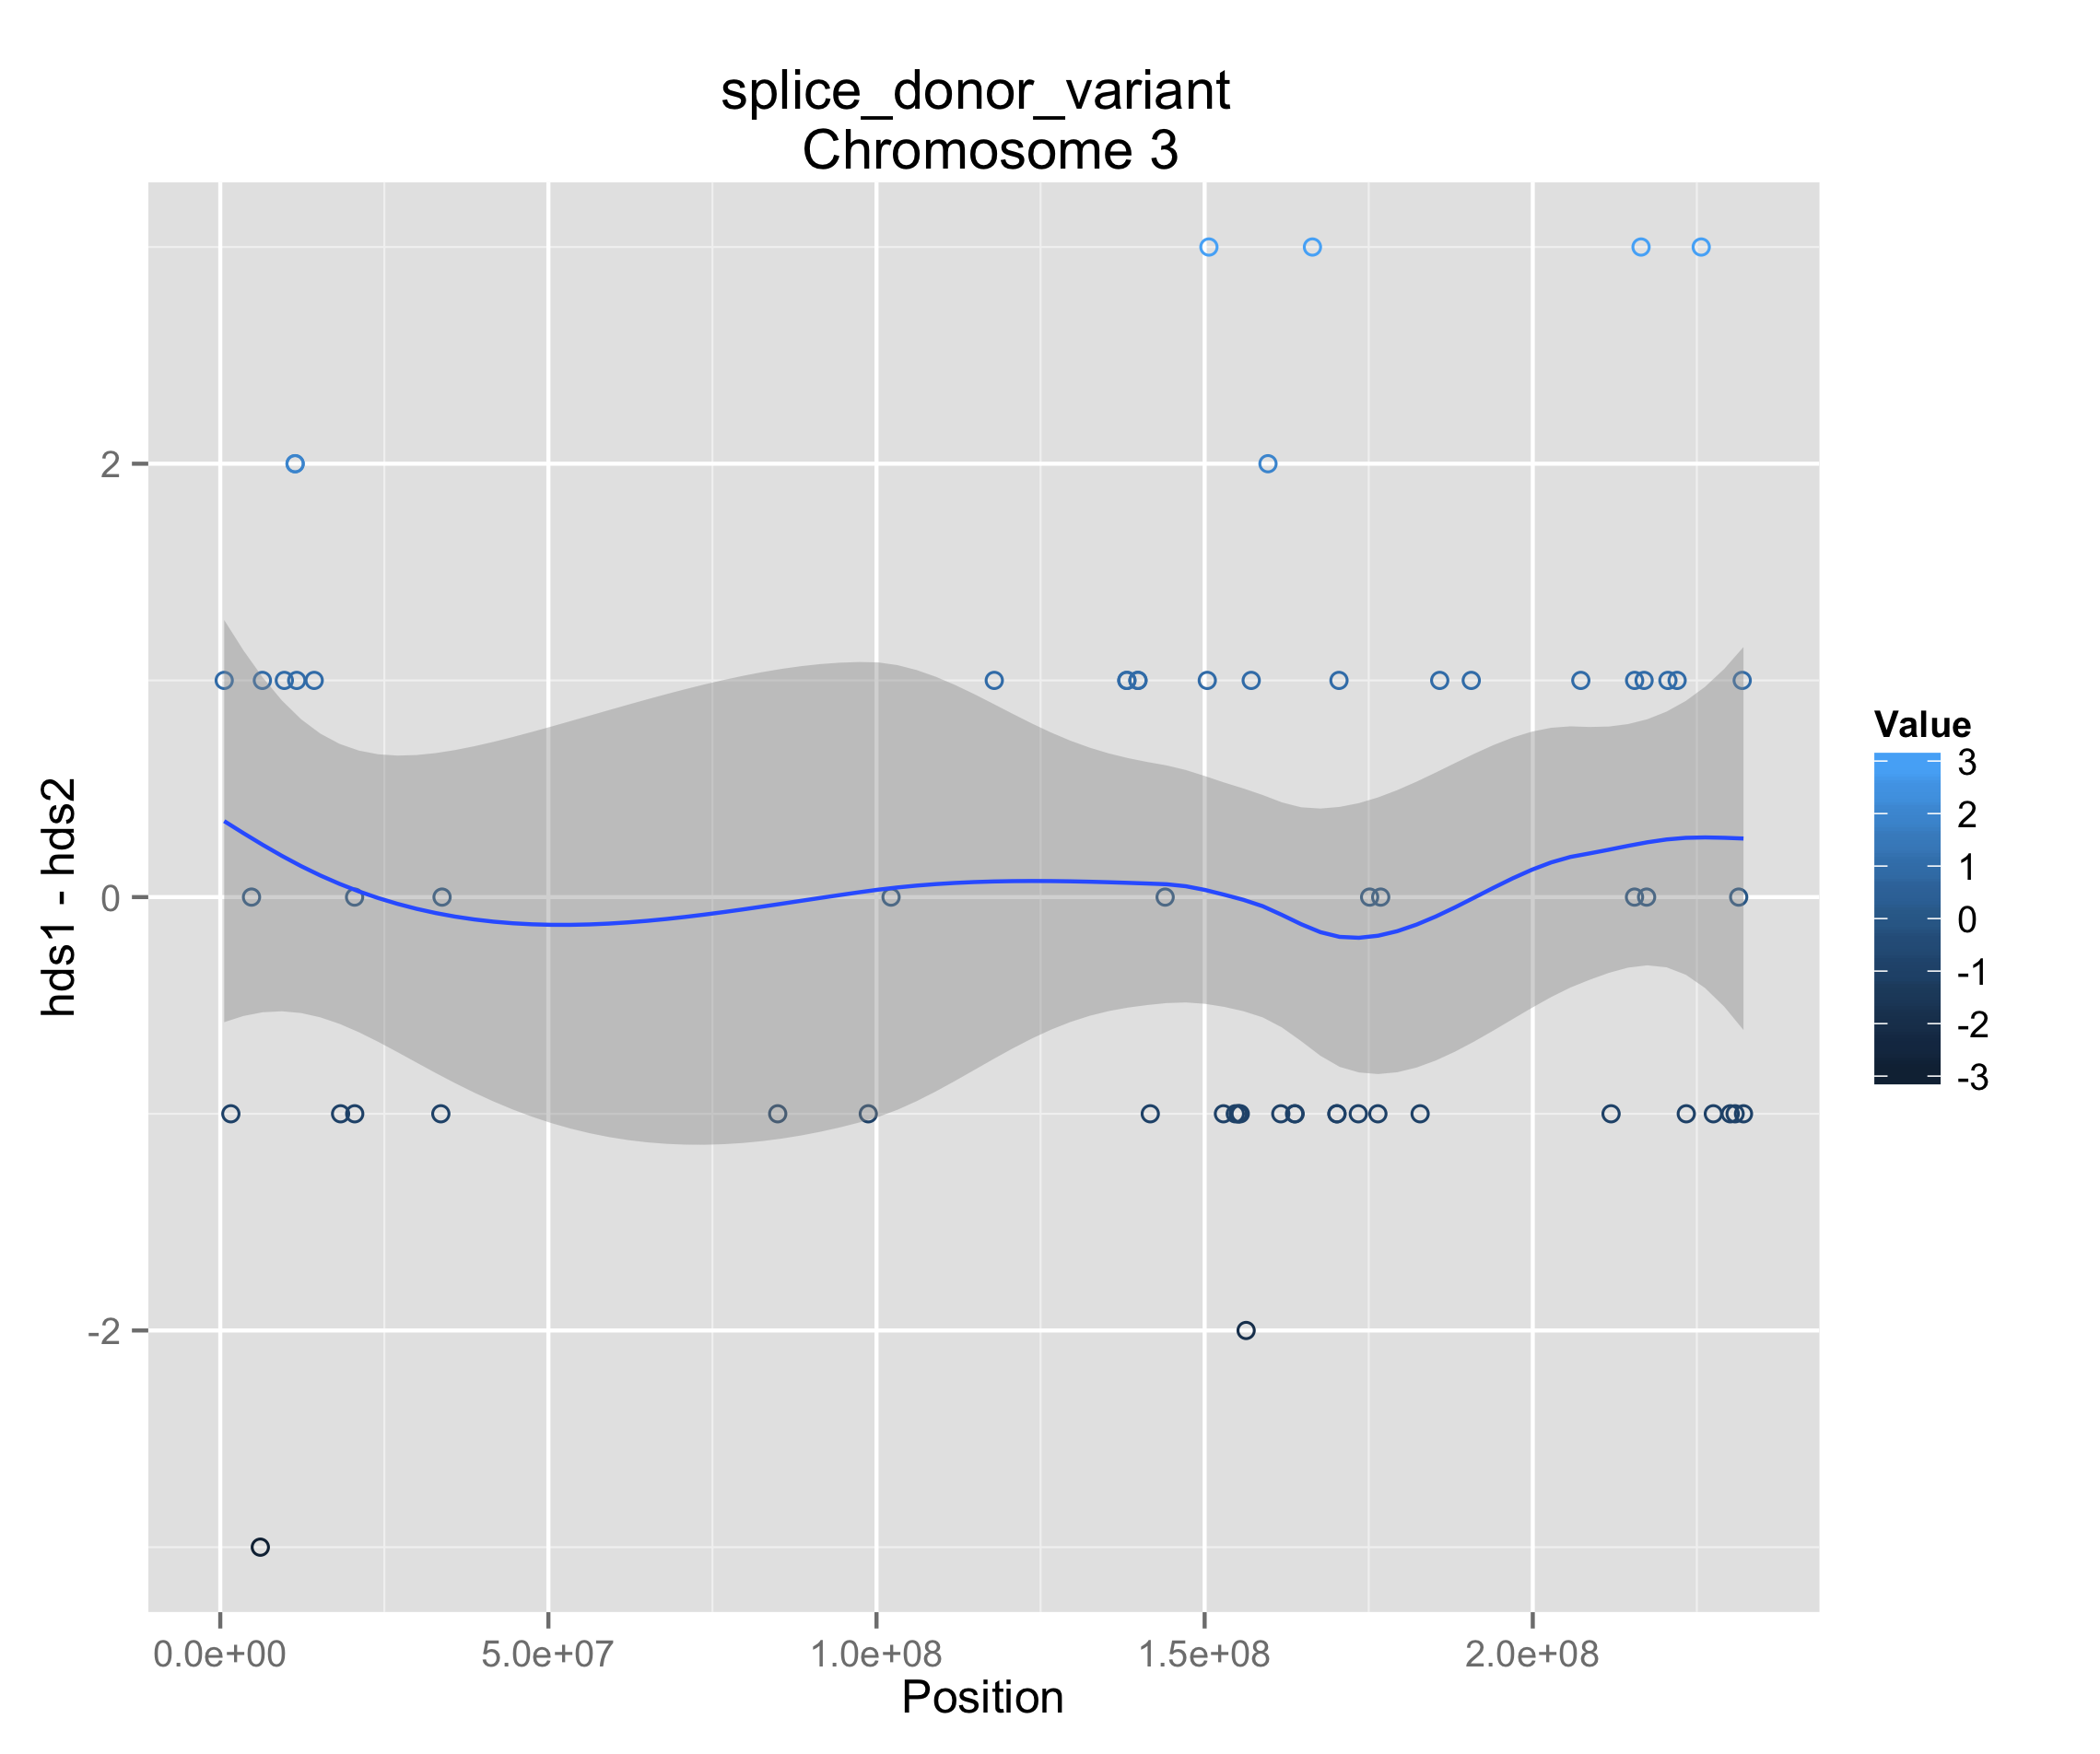 splice_donor_variant
Chromosome 3
hds1 - hds2
2
0
-2
0.0e+00 5.0e+07 1.0e+08 1.5e+08 2.0e+08
Position
Value
3
2
1
0
-1
-2
-3